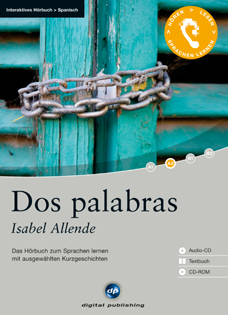 Interaktives Hörbuch > Spanisch
HÖREN
LESEN
SPRACHEN LERNEN
Dos palabras
Isabel Allende
Das Hörbuch zum Sprachen lernen
mit ausgewählten Kurzgeschichten
Audio-CD
Textbuch
CD-ROM
dp
digital publishing